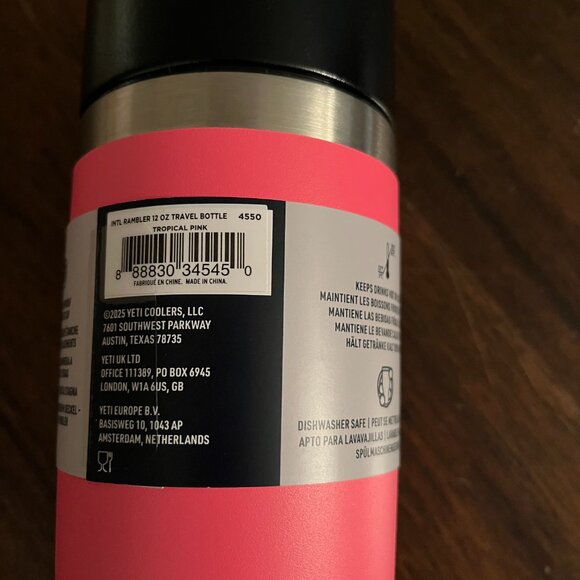 INTL RAMBLER 12 OZ TRAVEL BOTTLE 4550
TROPICAL PINK
8 88830 34545 0
FABRIQUÉ EN CHINE. MADE IN CHINA.
©2025 YETI COOLERS, LLC
7601 SOUTHWEST PARKWAY
AUSTIN, TEXAS 78735
YETI UK LTD
OFFICE 111389, PO BOX 6945
LONDON, W1A 6US, GB
YETI EUROPE B.V.
BASISWEG 10, 1043 AP
AMSTERDAM, NETHERLANDS
KEEPS DRINKS HOT
MAINTIENT LES BOISSONS
MANTIENE LAS BEBIDAS
MANTIENE LE BEVANDE
HÄLT GETRÄNKE KALT
DISHWASHER SAFE | PEUT SE
APTO PARA LAVAVAJILLAS |